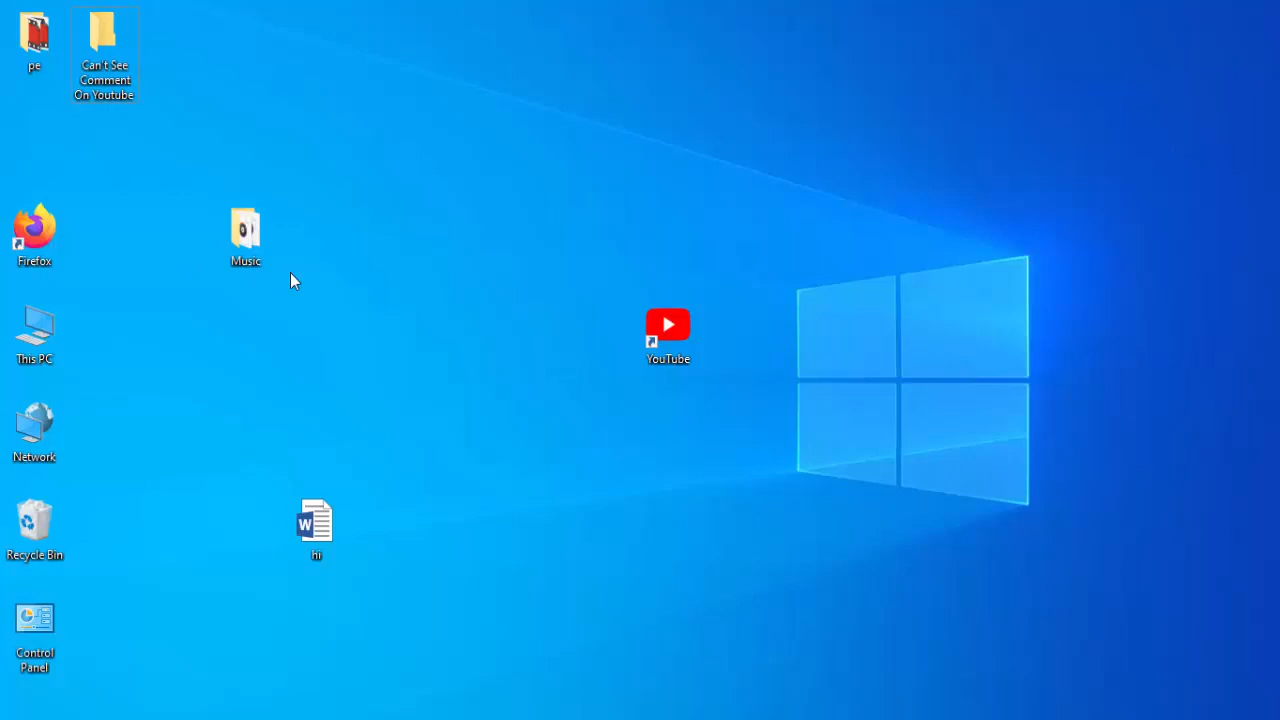 pe
Can't See
Comment
On Youtube
Firefox
Music
This PC
YouTube
Network
Recycle Bin
W
hi
Control
Panel